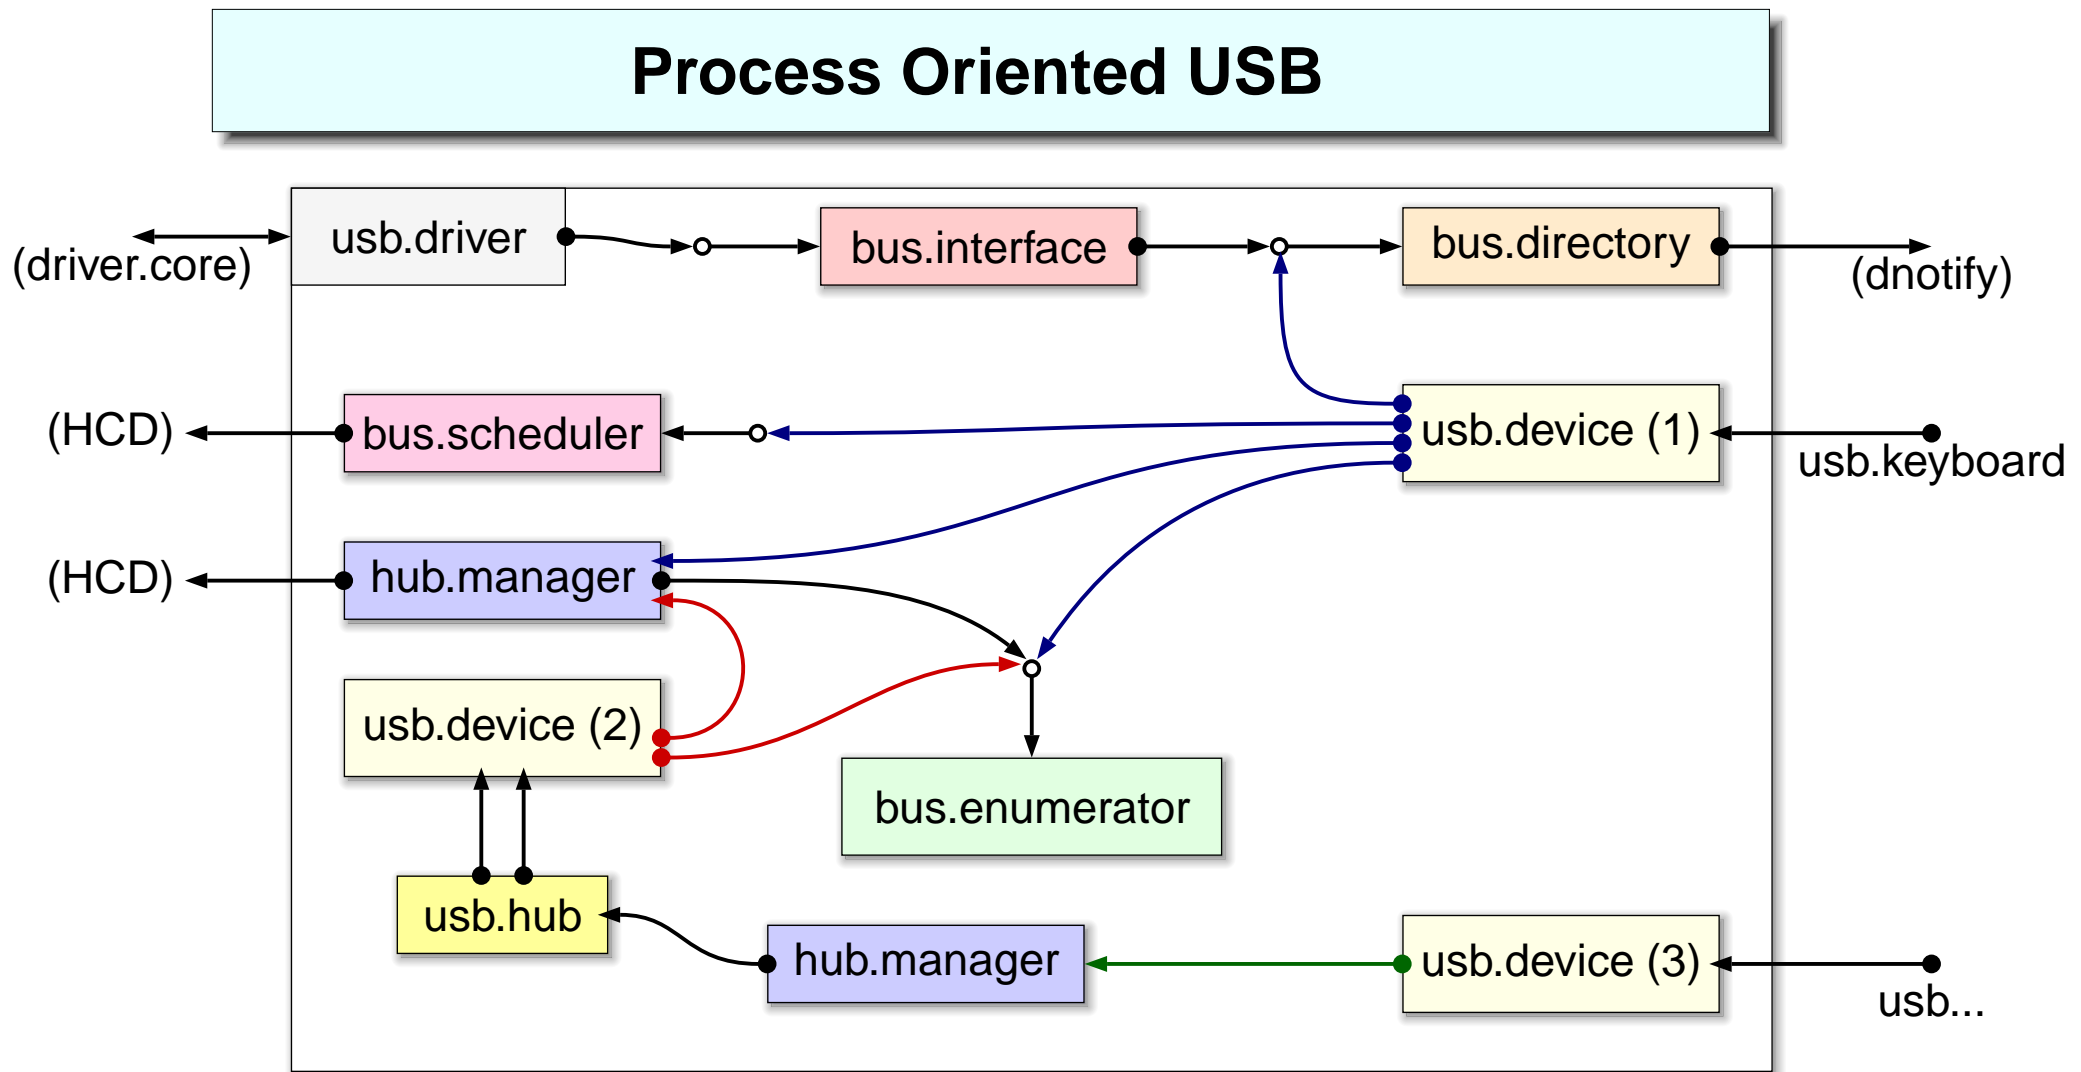 Process Oriented USB
usb.driver
bus.interface
bus.directory
(driver.core)
(dnotify)
(HCD)
bus.scheduler
usb.device (1)
usb.keyboard
(HCD)
hub.manager
usb.device (2)
bus.enumerator
usb.hub
hub.manager
usb.device (3)
usb...